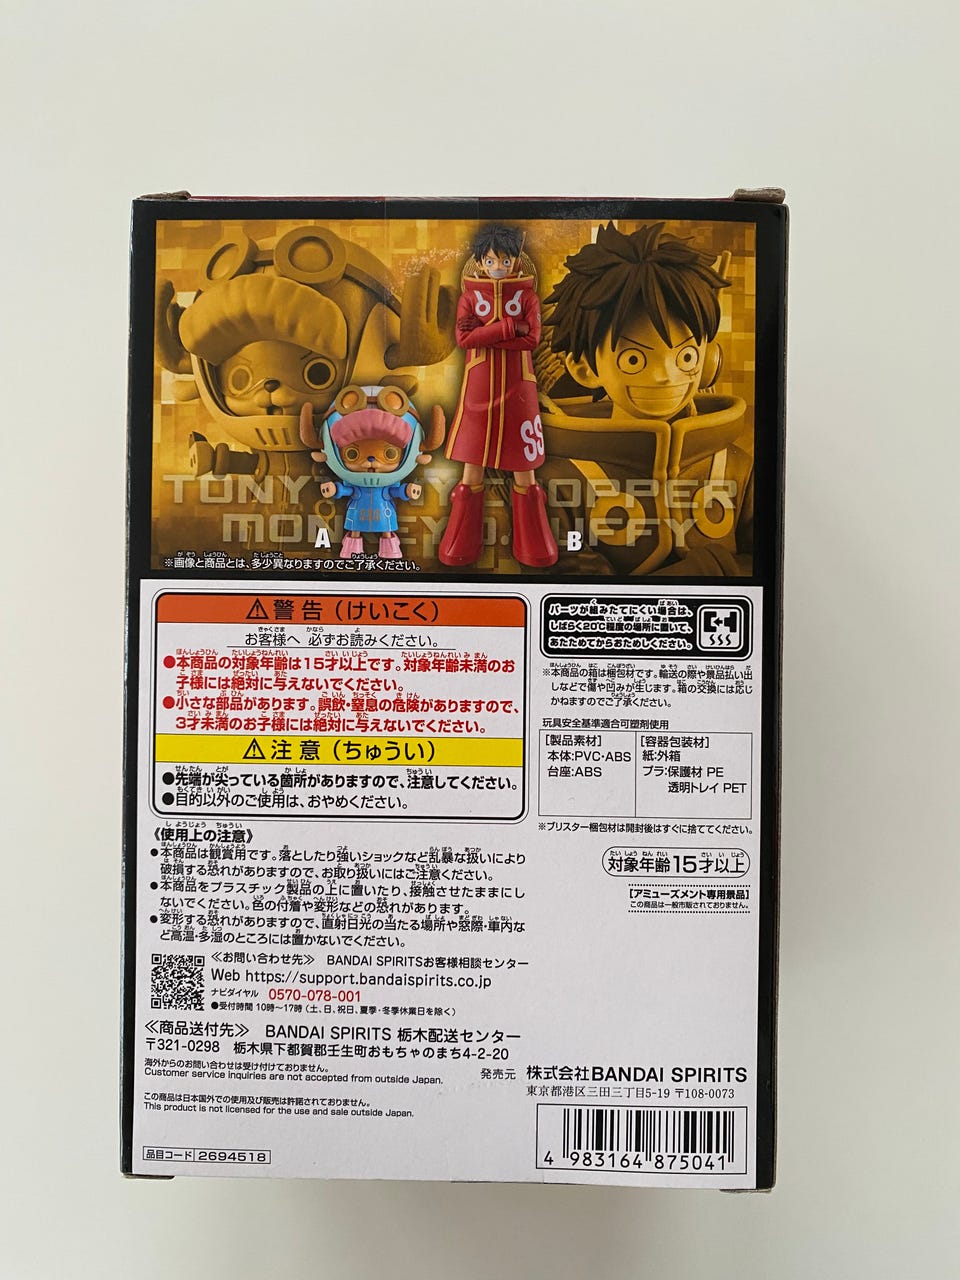 TONY TONY CHOPPER
MONKEY.D.LUFFY
SS
A
B
※画像と商品とは、多少異なりますのでご了承ください。
⚠警告（けいこく）
お客様へ 必ずお読みください。
●本商品の対象年齢は15才以上です。対象年齢未満のお
子様には絶対に与えないでください。
●小さな部品があります。誤飲・窒息の危険がありますので、
3才未満のお子様には絶対に与えないでください。
⚠注意（ちゅうい）
●先端が尖っている箇所がありますので、注意してください。
●目的以外のご使用は、おやめください。
《使用上の注意》
●本商品は観賞用です。落としたり強いショックなど乱暴な扱いにより
破損する恐れがありますので、お取り扱いにはご注意ください。
●本商品をプラスチック製品の上に置いたり、接触させたままにし
ないでください。色の付着や変形などの恐れがあります。
●変形する恐れがありますので、直射日光の当たる場所や窓際・車内な
ど高温・多湿のところには置かないでください。
≪お問い合わせ先≫ BANDAI SPIRITSお客様相談センター
Web https://support.bandaispirits.co.jp
ナビダイヤル 0570-078-001
●受付時間 10時〜17時（土、日、祝日、夏季・冬季休業日を除く）
≪商品送付先≫ BANDAI SPIRITS 栃木配送センター
〒321-0298 栃木県下都賀郡壬生町おもちゃのまち4-2-20
海外からのお問い合わせは受け付けておりません。
Customer service inquiries are not accepted from outside Japan.
この商品は日本国外での使用及び販売は許諾されておりません。
This product is not licensed for the use and sale outside Japan.
品目コード 2694518
パーツが組みたてにくい場合は、
しばらく20℃程度の場所に置いて、
あたためてからおためしください。
※本商品の箱は梱包材です。輸送の際や景品払い出
しなどで傷や凹みが生じます。箱の交換には応じ
かねますのでご了承ください。
玩具安全基準適合可塑剤使用
［製品素材］
本体:PVC・ABS
台座:ABS
［容器包装材］
紙:外箱
プラ:保護材 PE
透明トレイ PET
※ブリスター梱包材は開封後はすぐに捨ててください。
対象年齢15才以上
［アミューズメント専用景品］
この商品は一般市販されておりません。
発売元 株式会社BANDAI SPIRITS
東京都港区三田三丁目5-19 〒108-0073
4 983164 875041